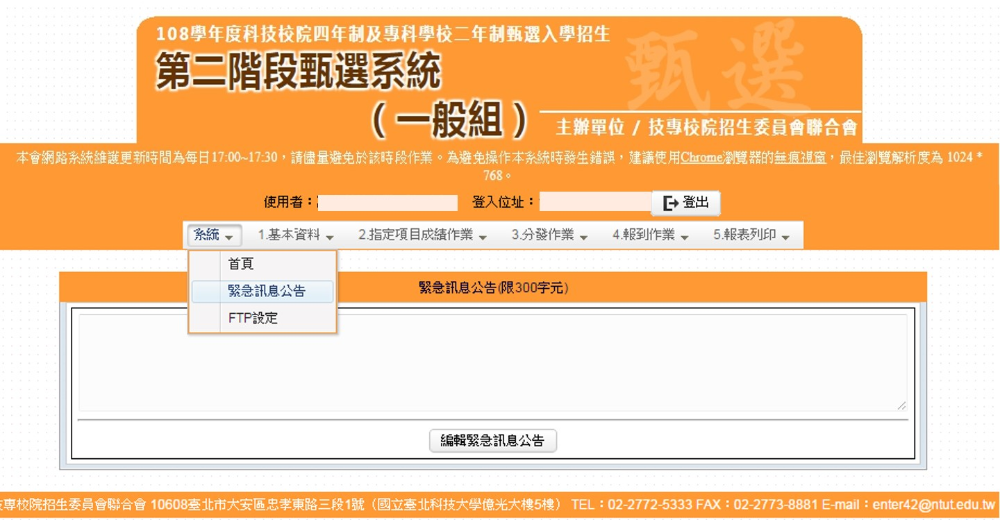 108學年度科技校院四年制及專科學校二年制甄選入學招生
甄選
第二階段甄選系統
（一般組）
主辦單位 / 技專校院招生委員會聯合會
本會網路系統維護更新時間為每日17:00~17:30，請儘量避免於該時段作業。為避免操作本系統時發生錯誤，建議使用Chrome瀏覽器的無痕視窗，最佳瀏覽解析度為 1024 *
768。
使用者： 登入位址： 登出
系統 1.基本資料 2.指定項目成績作業 3.分發作業 4.報到作業 5.報表列印
首頁
緊急訊息公告
FTP設定
緊急訊息公告(限300字元)
編輯緊急訊息公告
專校院招生委員會聯合會 10608臺北市大安區忠孝東路三段1號（國立臺北科技大學億光大樓5樓） TEL：02-2772-5333 FAX：02-2773-8881 E-mail：enter42@ntut.edu.tw